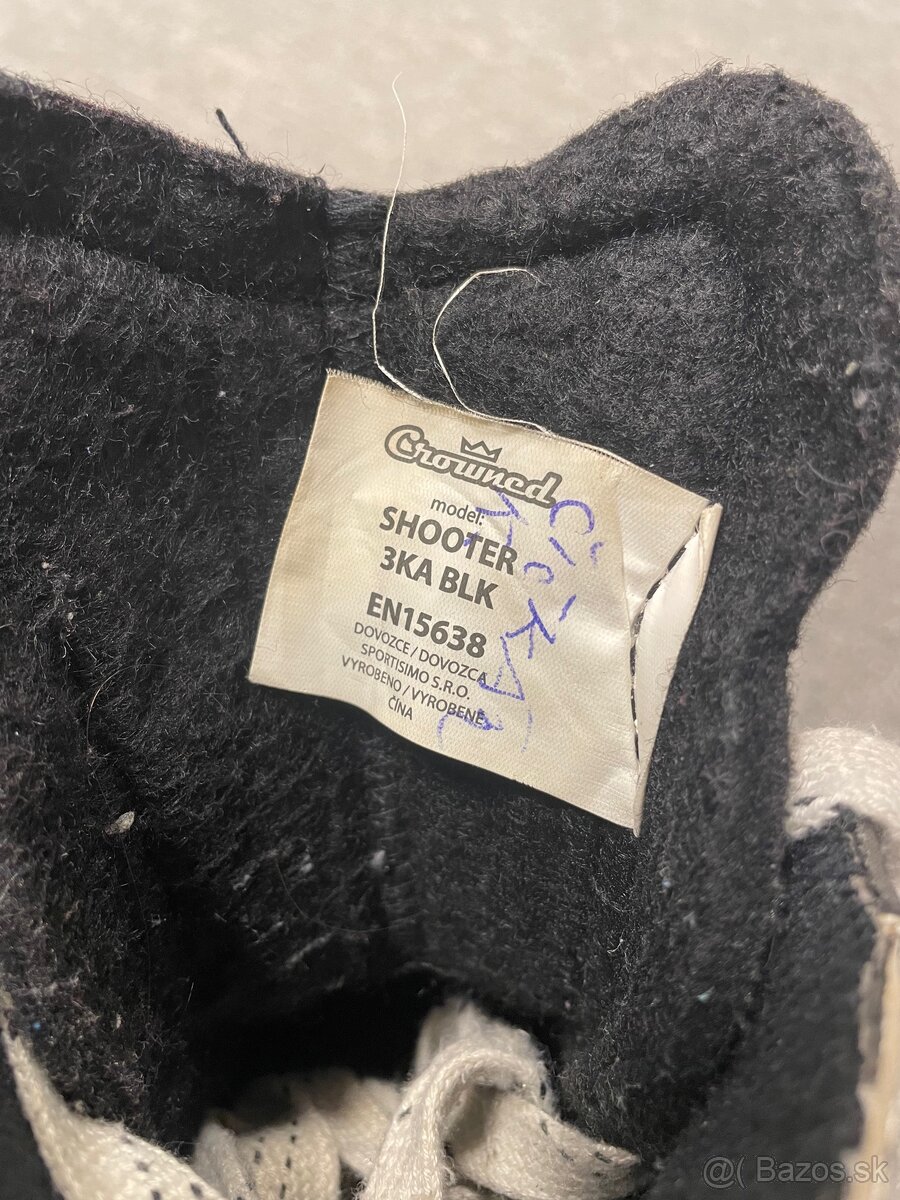 Crowned
model:
SHOOTER
3KA BLK
EN15638
DOVOZCE / DOVOZCA
SPORTISIMO S.R.O.
VYROBENO / VYROBENÉ
ČÍNA
@( Bazos.sk